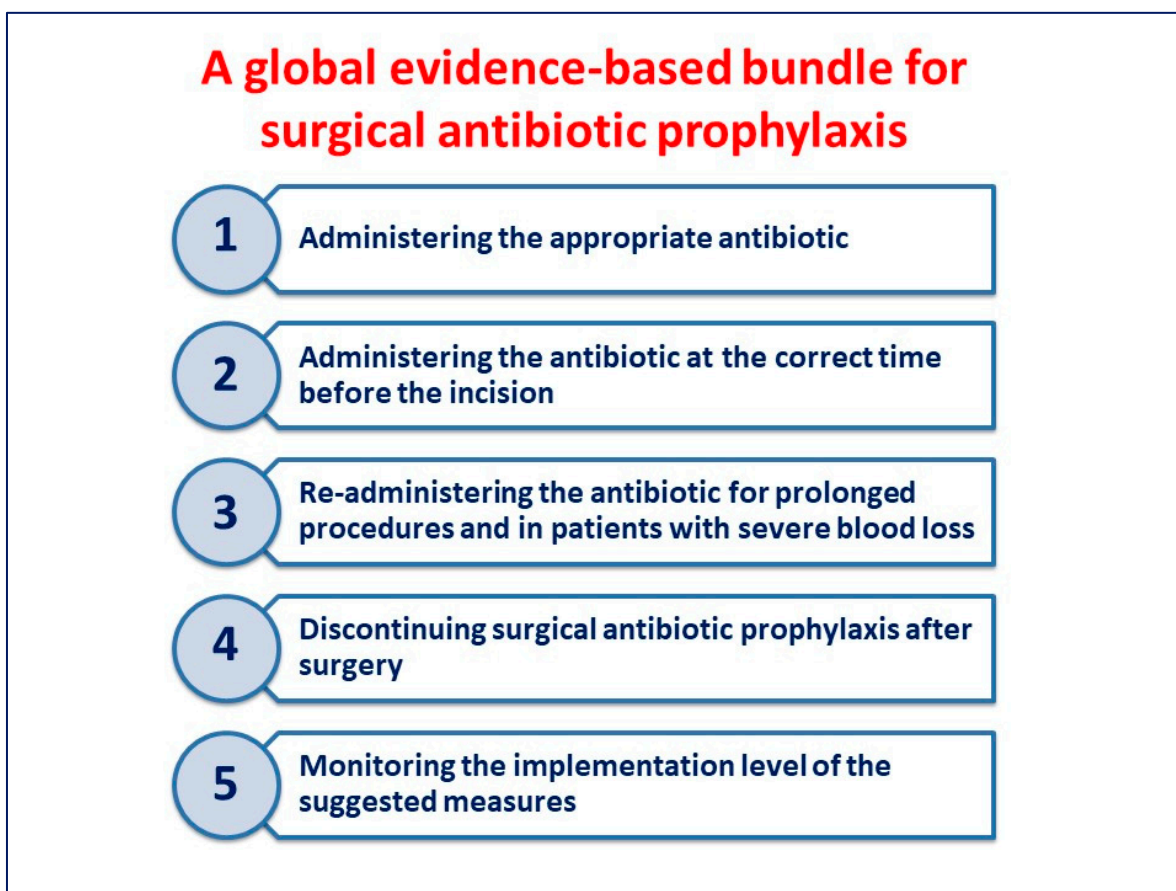 A global evidence-based bundle for
surgical antibiotic prophylaxis
1
Administering the appropriate antibiotic
2
Administering the antibiotic at the correct time
before the incision
3
Re-administering the antibiotic for prolonged
procedures and in patients with severe blood loss
4
Discontinuing surgical antibiotic prophylaxis after
surgery
5
Monitoring the implementation level of the
suggested measures